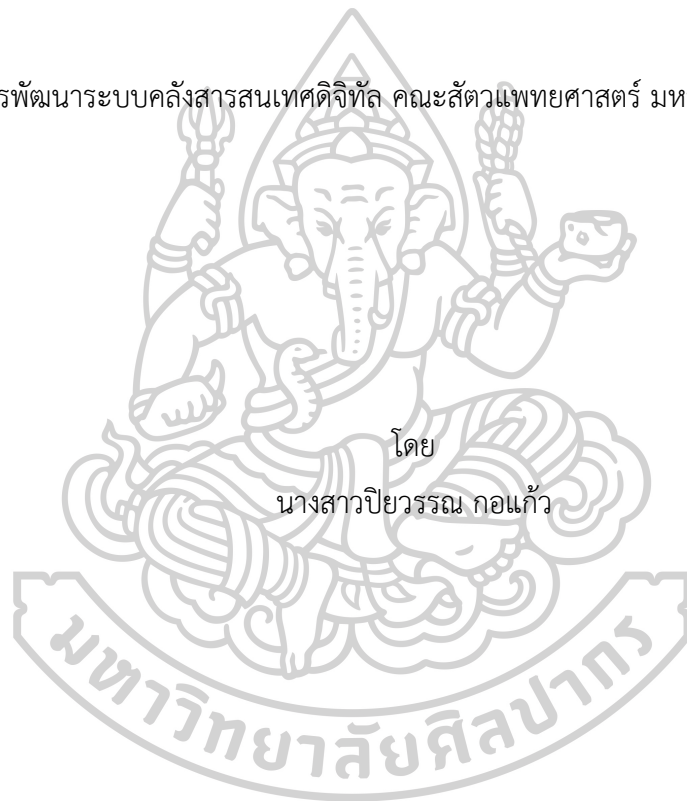 รพัฒนาระบบคลังสารสนเทศดิจิทัล คณะสัตวแพทยศาสตร์ มห
โดย
นางสาวปิยวรรณ กอแก้ว
มหาวิทยาลัยศิลปากร